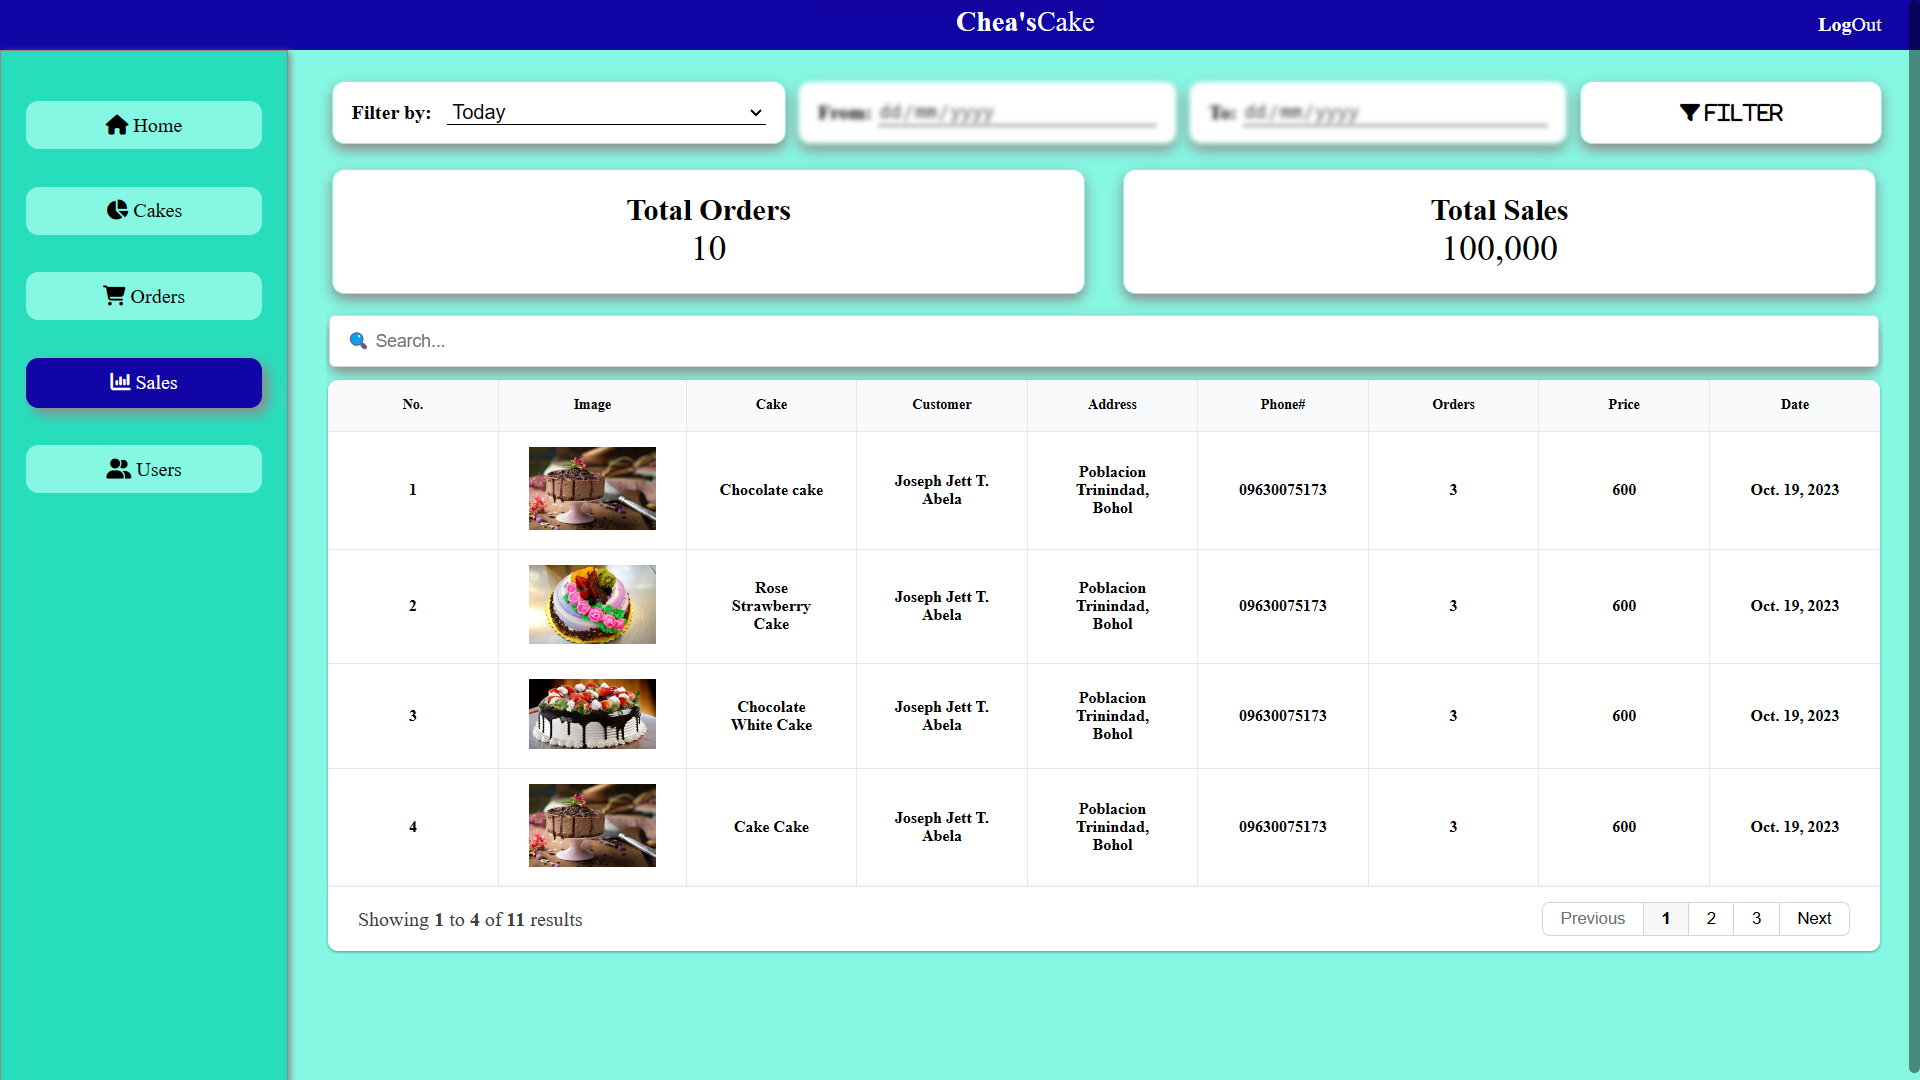 Chea'sCake
LogOut
Home
Cakes
Orders
Sales
Users
Filter by: Today
From: dd/mm/yyyy
To: dd/mm/yyyy
FILTER
Total Orders
10
Total Sales
100,000
Search...
No. Image Cake Customer Address Phone# Orders Price Date
1 Chocolate cake Joseph Jett T. Abela Poblacion Trinindad, Bohol 09630075173 3 600 Oct. 19, 2023
2 Rose Strawberry Cake Joseph Jett T. Abela Poblacion Trinindad, Bohol 09630075173 3 600 Oct. 19, 2023
3 Chocolate White Cake Joseph Jett T. Abela Poblacion Trinindad, Bohol 09630075173 3 600 Oct. 19, 2023
4 Cake Cake Joseph Jett T. Abela Poblacion Trinindad, Bohol 09630075173 3 600 Oct. 19, 2023
Showing 1 to 4 of 11 results
Previous 1 2 3 Next